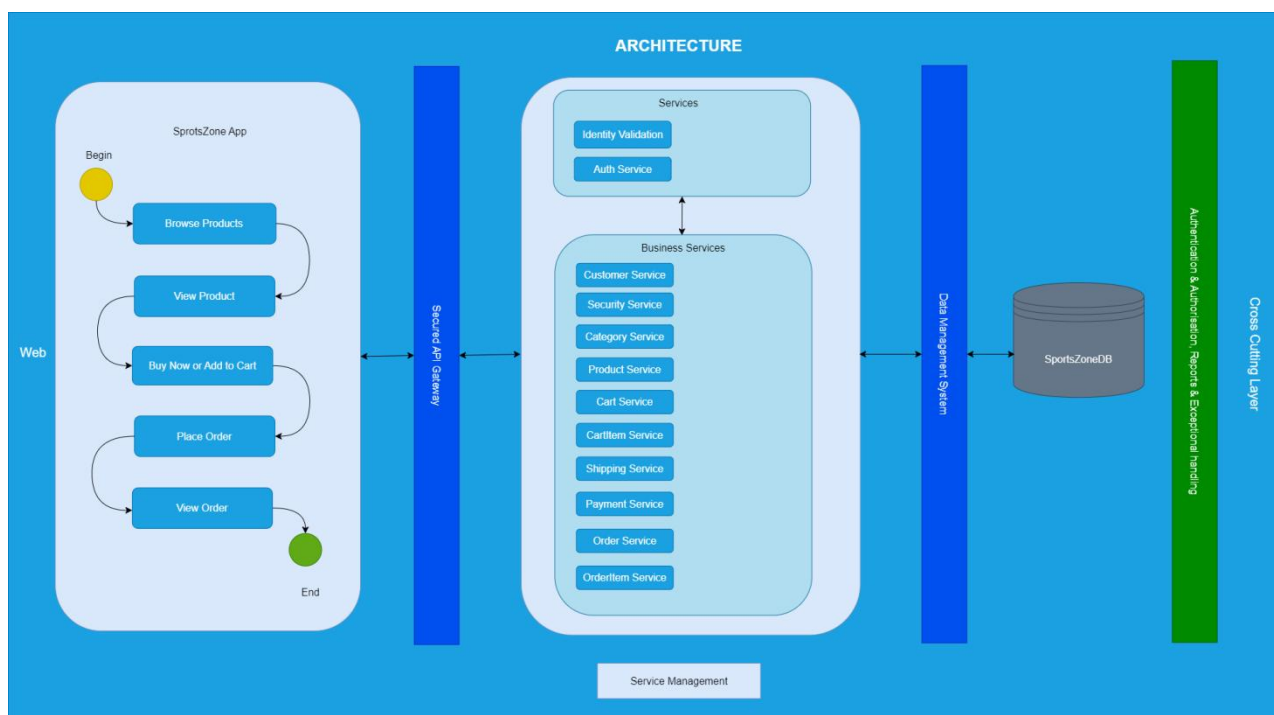 ARCHITECTURE
SprotsZone App
Begin
Browse Products
View Product
Buy Now or Add to Cart
Place Order
View Order
End
Web
Secured API Gateway
Services
Identity Validation
Auth Service
Business Services
Customer Service
Security Service
Category Service
Product Service
Cart Service
CartItem Service
Shipping Service
Payment Service
Order Service
OrderItem Service
Service Management
Data Management System
SportsZoneDB
Authentication & Authorisation, Reports & Exceptional handling
Cross Cutting Layer